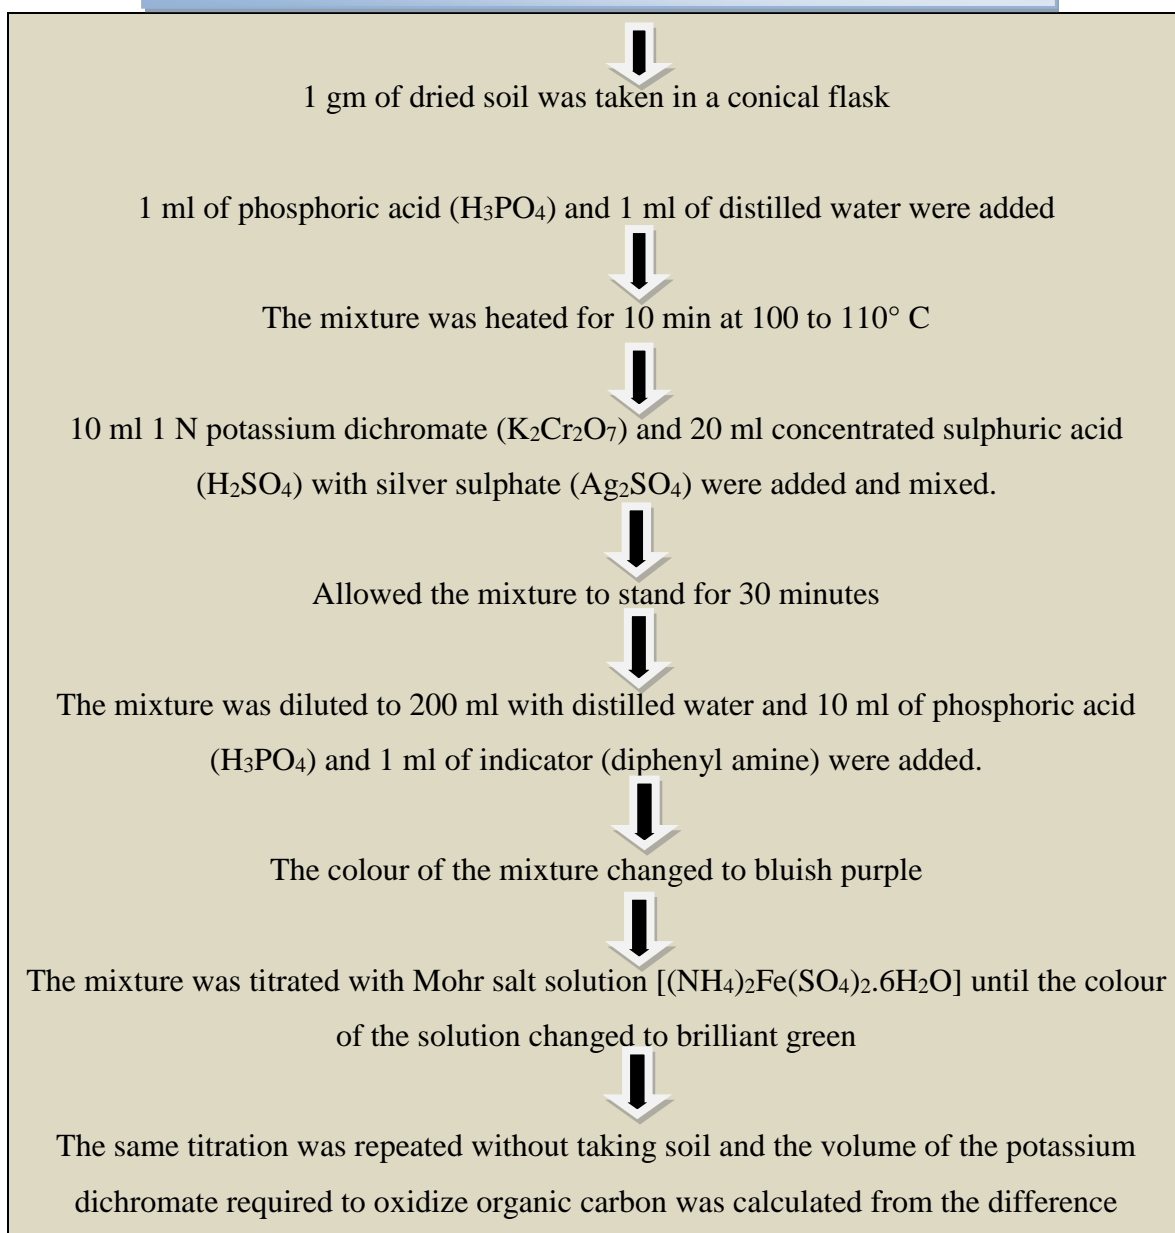 1 gm of dried soil was taken in a conical flask
1 ml of phosphoric acid (H₃PO₄) and 1 ml of distilled water were added
The mixture was heated for 10 min at 100 to 110° C
10 ml 1 N potassium dichromate (K₂Cr₂O₇) and 20 ml concentrated sulphuric acid
(H₂SO₄) with silver sulphate (Ag₂SO₄) were added and mixed.
Allowed the mixture to stand for 30 minutes
The mixture was diluted to 200 ml with distilled water and 10 ml of phosphoric acid
(H₃PO₄) and 1 ml of indicator (diphenyl amine) were added.
The colour of the mixture changed to bluish purple
The mixture was titrated with Mohr salt solution [(NH₄)₂Fe(SO₄)₂.6H₂O] until the colour
of the solution changed to brilliant green
The same titration was repeated without taking soil and the volume of the potassium
dichromate required to oxidize organic carbon was calculated from the difference